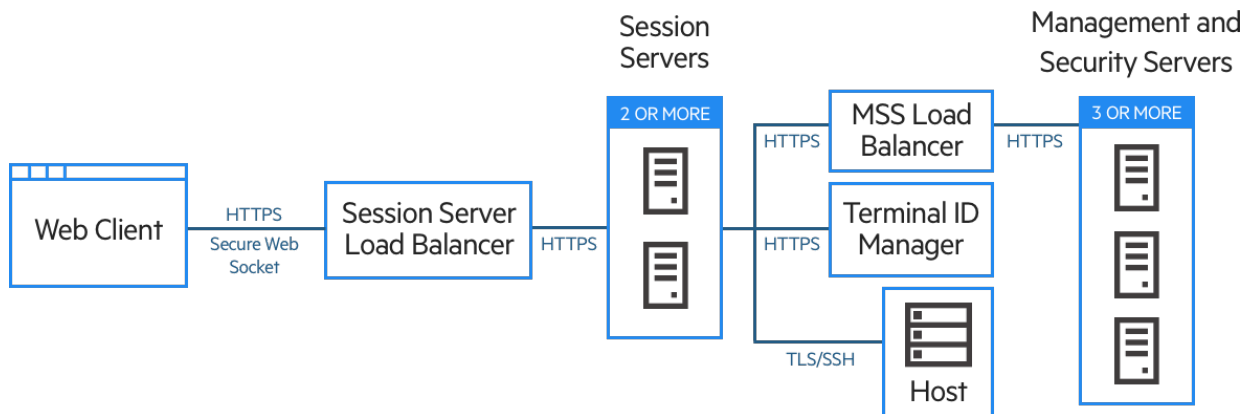 Session
Servers
Management and
Security Servers
2 OR MORE
MSS Load
Balancer
3 OR MORE
HTTPS
HTTPS
Web Client
HTTPS
Secure Web
Socket
Session Server
Load Balancer
HTTPS
Terminal ID
Manager
HTTPS
TLS/SSH
Host